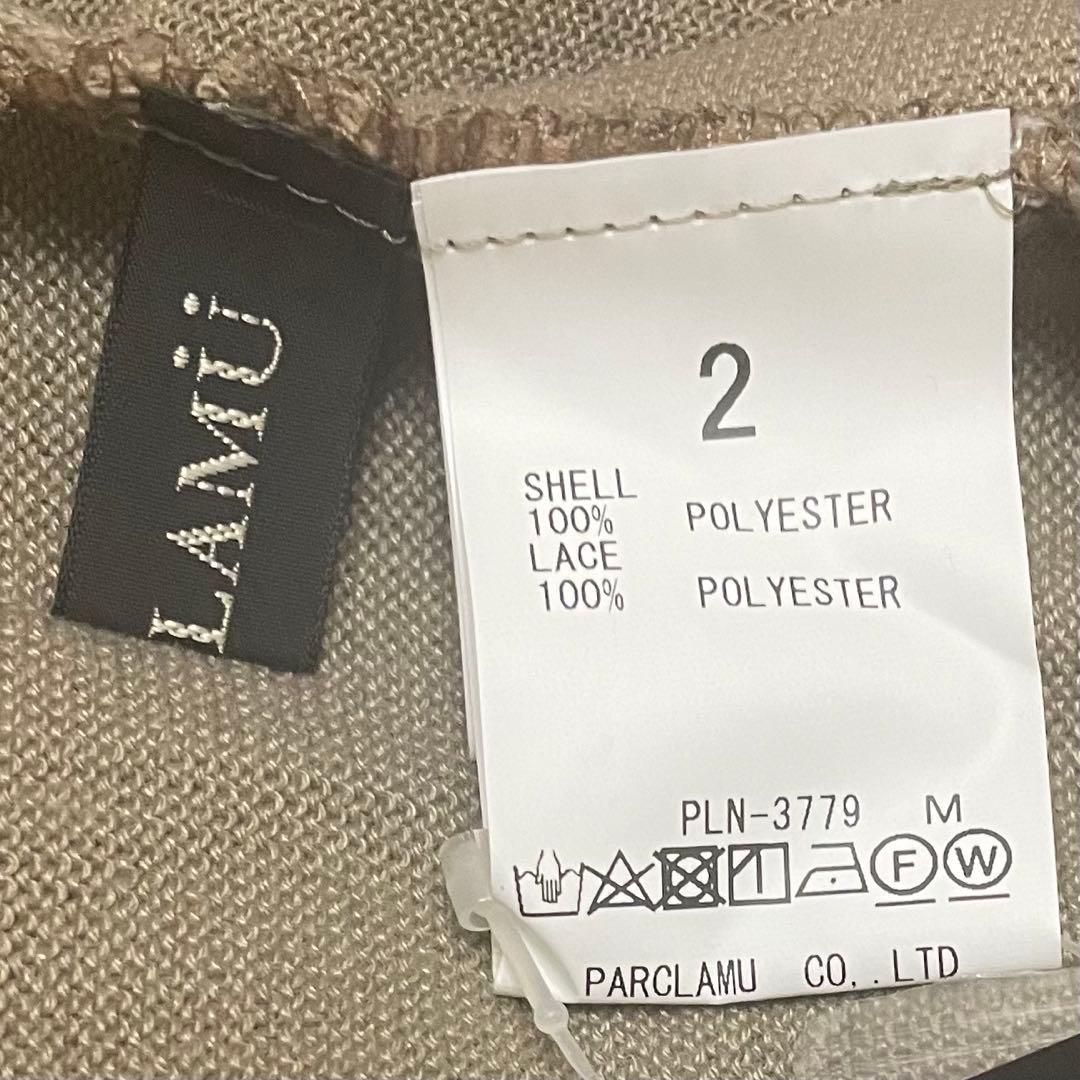 LAMÜ
2
SHELL
100% POLYESTER
LACE
100% POLYESTER
PLN-3779 M
F W
PARCLAMU CO,.LTD